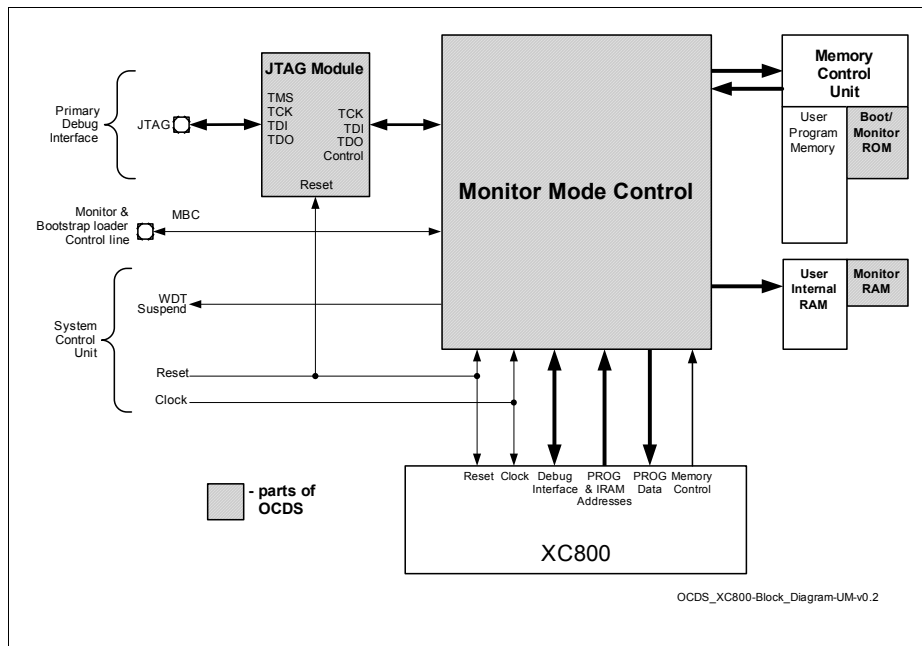 JTAG Module
TMS
TCK
TDI
TDO
TCK
TDI
TDO
Control
Reset
Primary
Debug
Interface
JTAG
Monitor &
Bootstrap loader
Control line
MBC
System
Control
Unit
WDT
Suspend
Reset
Clock
Monitor Mode Control
Memory
Control
Unit
User
Program
Memory
Boot/
Monitor
ROM
User
Internal
RAM
Monitor
RAM
Reset
Clock
Debug
Interface
PROG
& IRAM
Addresses
PROG
Data
Memory
Control
XC800
- parts of
OCDS
OCDS_XC800-Block_Diagram-UM-v0.2